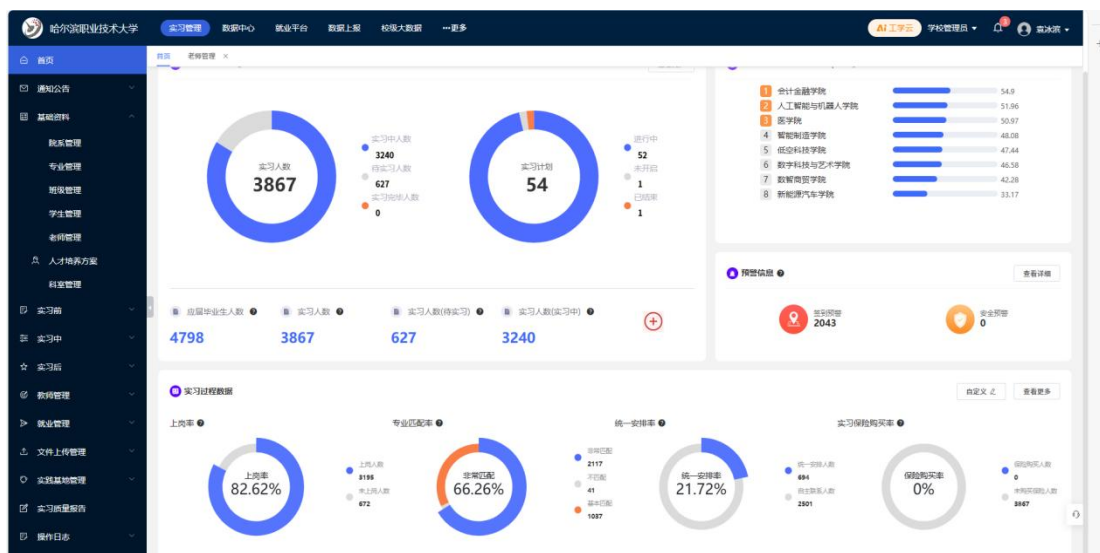 哈尔滨职业技术大学 实习管理 数据中心 就业平台 数据上报 校级大数据 ···更多 Ai工学云 学校管理员 袁冰滨
首页 老师管理 ×
首页
通知公告
基础资料
院系管理
专业管理
班级管理
学生管理
老师管理
人才培养方案
科室管理
实习前
实习中
实习后
教师管理
就业管理
文件上传管理
实践基地管理
实习质量报告
操作日志
实习人数
3867
实习中人数
3240
待实习人数
627
实习完毕人数
0
实习计划
54
进行中
52
未开启
1
已结束
1
1 会计金融学院 54.9
2 人工智能与机器人学院 51.96
3 医学院 50.97
4 智能制造学院 48.08
5 低空科技学院 47.44
6 数字科技与艺术学院 46.58
7 数智商贸学院 42.28
8 新能源汽车学院 33.17
应届毕业生人数 实习人数 实习人数(待实习) 实习人数(实习中)
4798 3867 627 3240
预警信息 查看详细
签到预警
2043
安全预警
0
实习过程数据 自定义 查看更多
上岗率 专业匹配率 统一安排率 实习保险购买率
上岗率
82.62%
上岗人数
3195
未上岗人数
672
非常匹配
66.26%
非常匹配
2117
不匹配
41
基本匹配
1037
统一安排率
21.72%
统一安排人数
694
自主联系人数
2501
保险购买率
0%
保险购买人数
0
未购买保险人数
3867